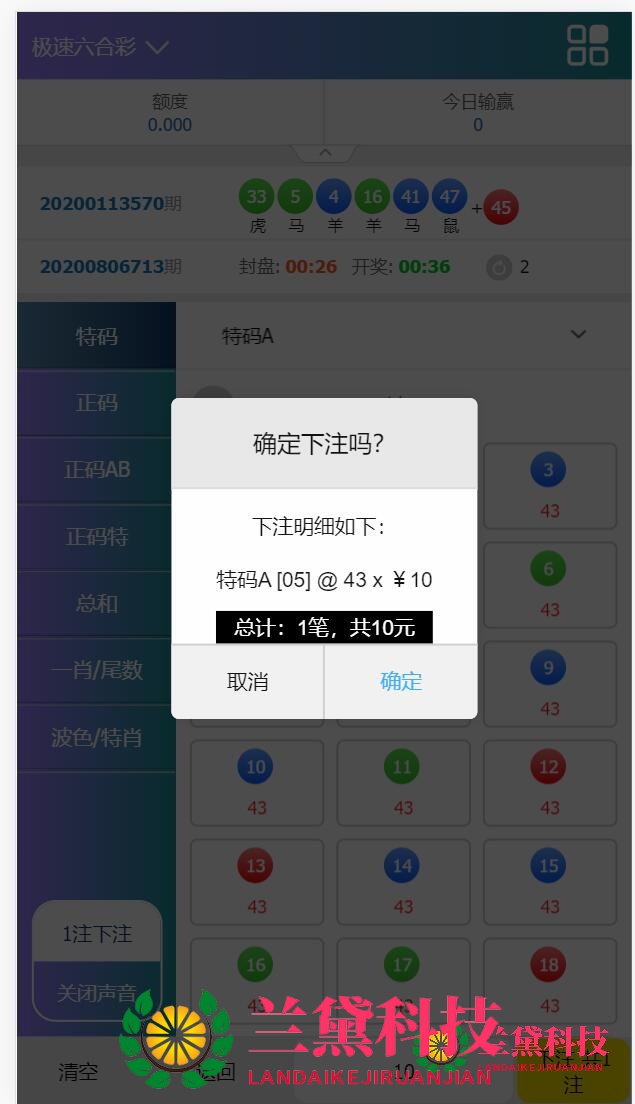 极速六合彩
额度
今日输赢
0.000
0
20200113570期
33 5 4 16 41 47 + 45
虎 马 羊 羊 马 鼠
20200806713期
封盘: 00:26 开奖: 00:36
2
特码
特码A
正码
正码AB
正码特
总和
一肖/尾数
波色/特肖
确定下注吗？
下注明细如下：
特码A [05] @ 43 x ￥10
总计：1笔，共10元
取消
确定
3
43
6
43
9
43
10
11
12
43
43
43
13
14
15
43
43
43
16
17
18
43
43
43
1注下注
关闭声音
清空
返回
10
下注 共1
注
兰黛科技
LANDAIKEJIRUANJIAN
兰黛科技
LANDAIKEJIRUANJIAN